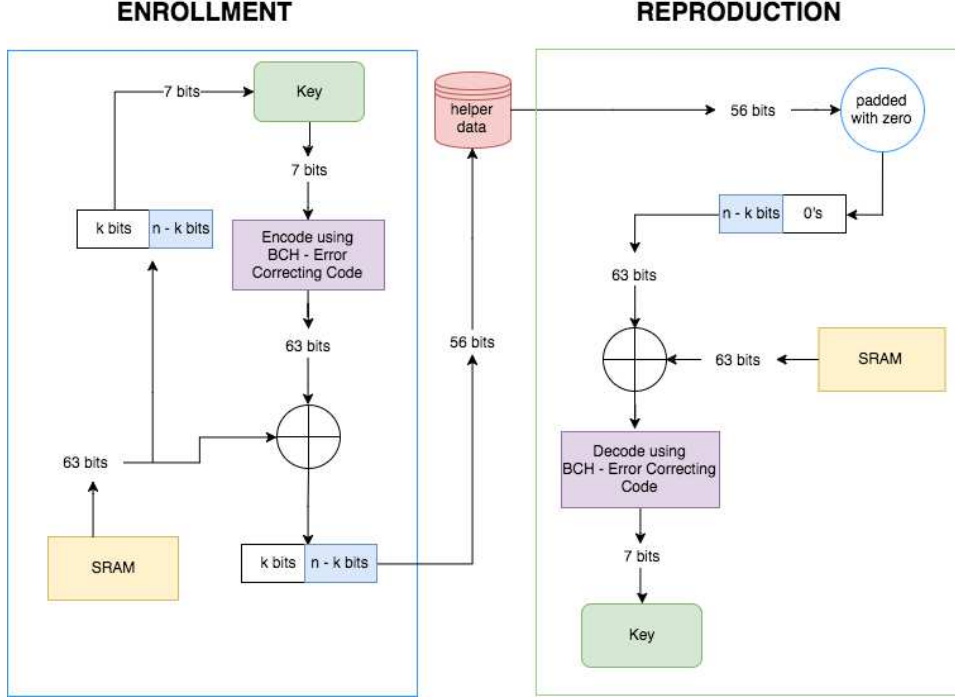 ENROLLMENT
7 bits
Key
7 bits
k bits
n - k bits
Encode using
BCH - Error
Correcting Code
63 bits
63 bits
SRAM
k bits
n - k bits
helper
data
56 bits
REPRODUCTION
56 bits
padded
with zero
n - k bits
0's
63 bits
63 bits
SRAM
Decode using
BCH - Error Correcting
Code
7 bits
Key